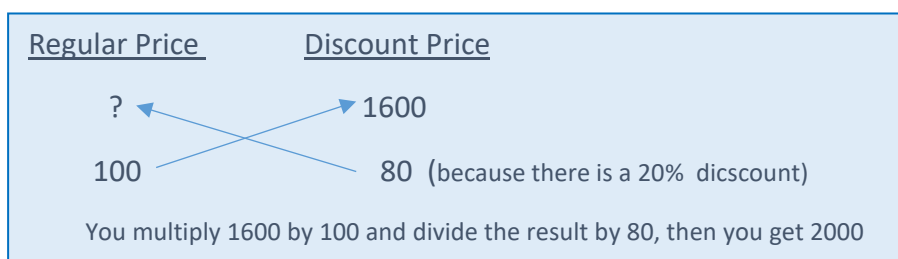 Regular Price Discount Price
? 1600
100 80 (because there is a 20% dicscount)
You multiply 1600 by 100 and divide the result by 80, then you get 2000